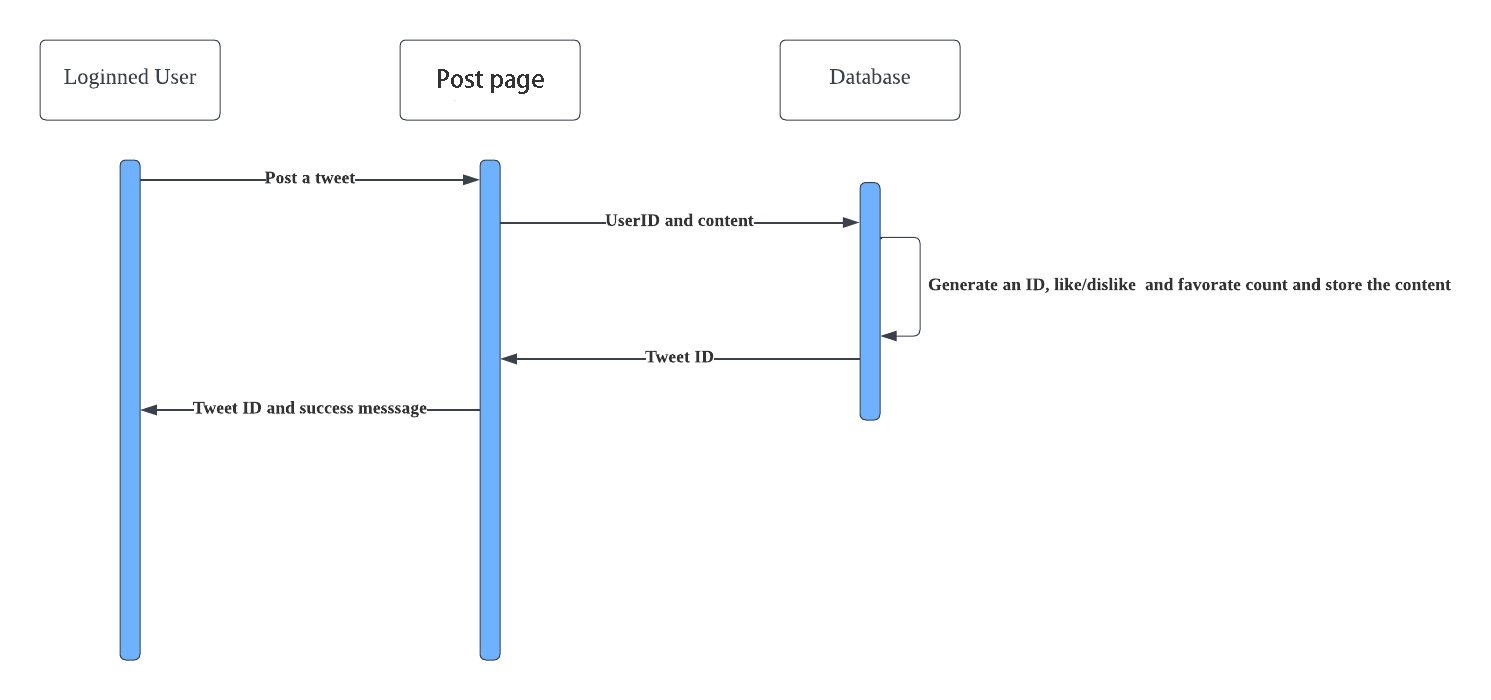 Loginned User
Post page
Database
Post a tweet
UserID and content
Generate an ID, like/dislike  and favorate count and store the content
Tweet ID
Tweet ID and success messsage